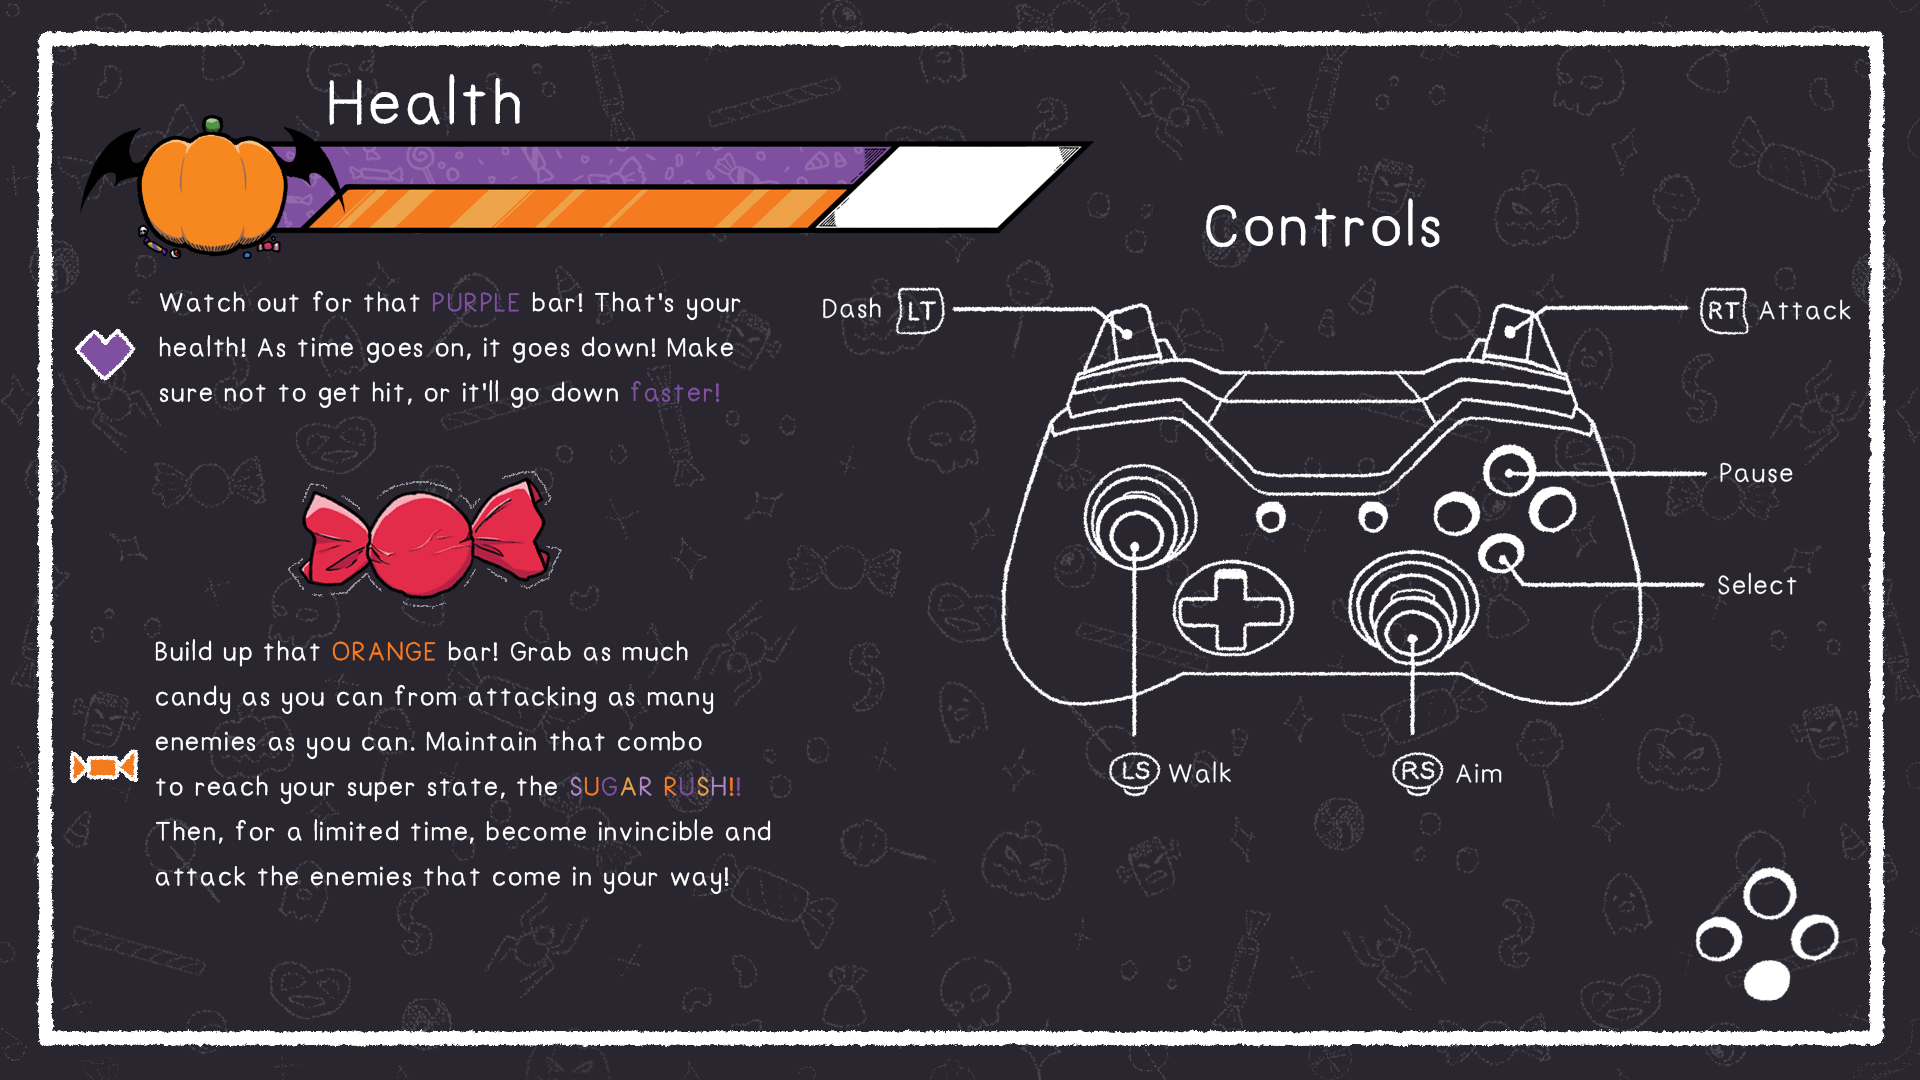 Health
Watch out for that PURPLE bar! That's your
health! As time goes on, it goes down! Make
sure not to get hit, or it'll go down faster!
Build up that ORANGE bar! Grab as much
candy as you can from attacking as many
enemies as you can. Maintain that combo
to reach your super state, the SUGAR RUSH!!
Then, for a limited time, become invincible and
attack the enemies that come in your way!
Controls
Dash LT
RT Attack
Pause
Select
LS Walk
RS Aim